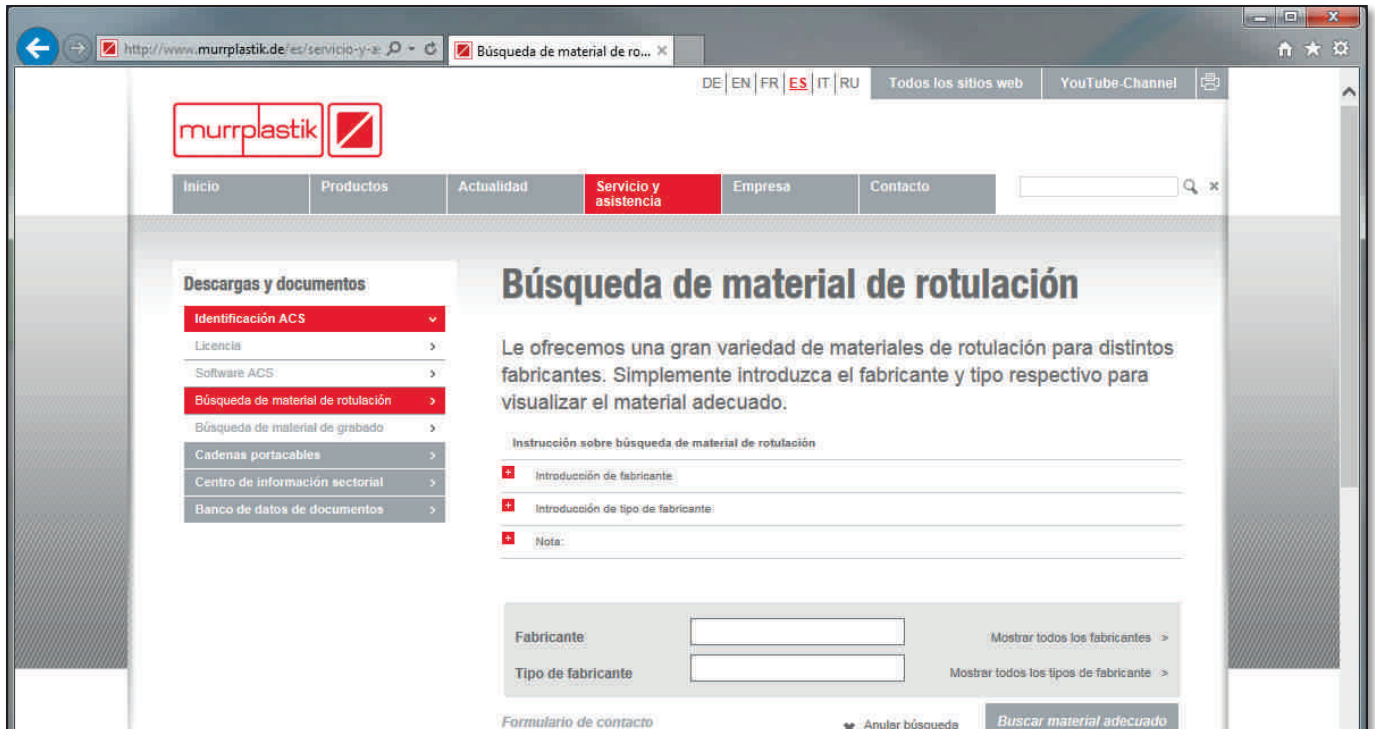 http://www.murrplastik.de/es/servicio-y-a
Búsqueda de material de ro...
DE EN FR ES IT RU
Todos los sitios web
YouTube-Channel
murrplastik
Inicio
Productos
Actualidad
Servicio y
asistencia
Empresa
Contacto
Descargas y documentos
Identificación ACS
Licencia
Software ACS
Búsqueda de material de rotulación
Búsqueda de material de grabado
Cadenas portacables
Centro de información sectorial
Banco de datos de documentos
Búsqueda de material de rotulación
Le ofrecemos una gran variedad de materiales de rotulación para distintos
fabricantes. Simplemente introduzca el fabricante y tipo respectivo para
visualizar el material adecuado.
Instrucción sobre búsqueda de material de rotulación
Introducción de fabricante
Introducción de tipo de fabricante
Nota:
Fabricante
Mostrar todos los fabricantes >
Tipo de fabricante
Mostrar todos los tipos de fabricante >
Formulario de contacto
Anular búsqueda
Buscar material adecuado